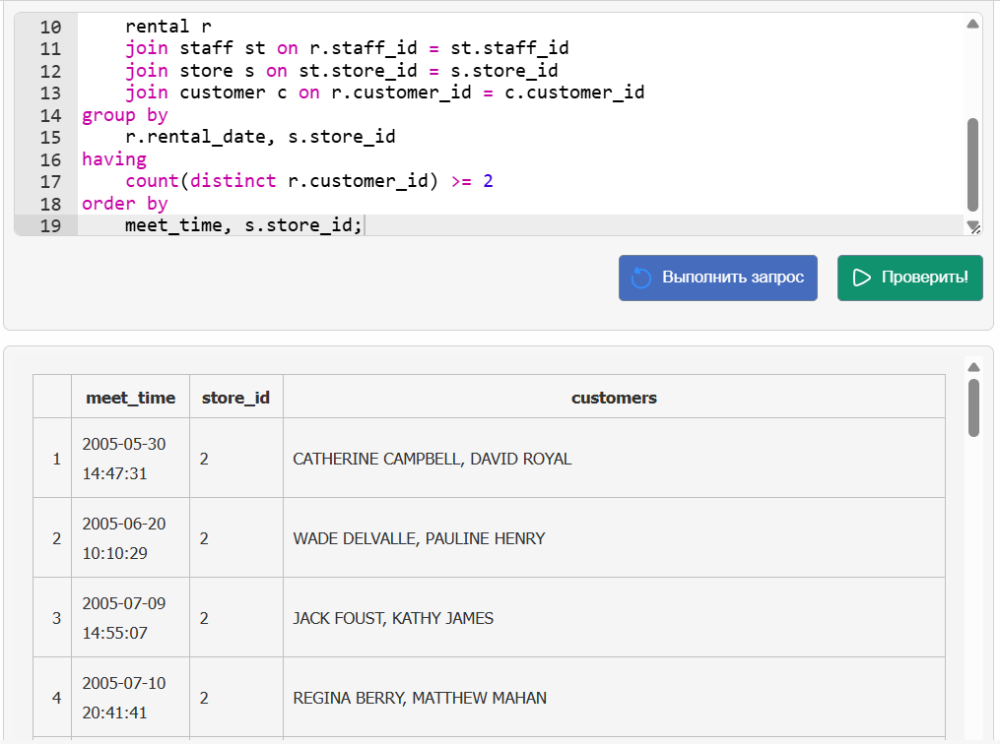 10 rental r
11 join staff st on r.staff_id = st.staff_id
12 join store s on st.store_id = s.store_id
13 join customer c on r.customer_id = c.customer_id
14 group by
15 r.rental_date, s.store_id
16 having
17 count(distinct r.customer_id) >= 2
18 order by
19 meet_time, s.store_id;
Выполнить запрос Проверить!
meet_time store_id customers
1 2005-05-30 14:47:31 2 CATHERINE CAMPBELL, DAVID ROYAL
2 2005-06-20 10:10:29 2 WADE DELVALLE, PAULINE HENRY
3 2005-07-09 14:55:07 2 JACK FOUST, KATHY JAMES
4 2005-07-10 20:41:41 2 REGINA BERRY, MATTHEW MAHAN